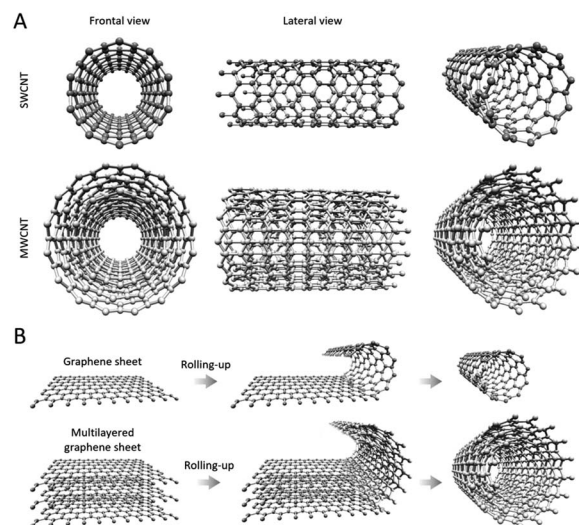 A
Frontal view
Lateral view
SWCNT
MWCNT
B
Graphene sheet
Rolling-up
Multilayered
graphene sheet
Rolling-up